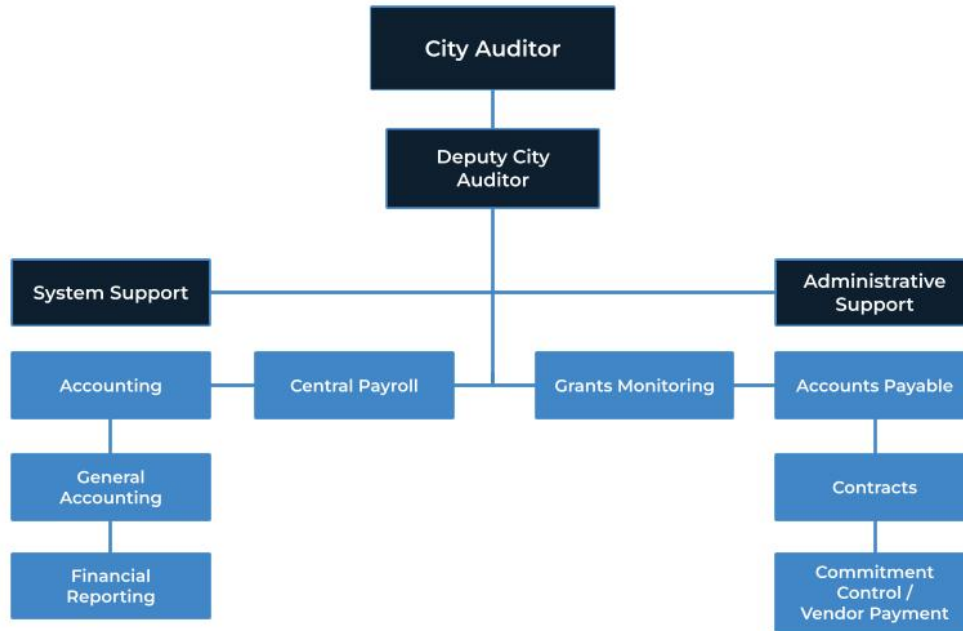 City Auditor
Deputy City
Auditor
System Support
Administrative
Support
Accounting
Central Payroll
Grants Monitoring
Accounts Payable
General
Accounting
Contracts
Financial
Reporting
Commitment
Control /
Vendor Payment